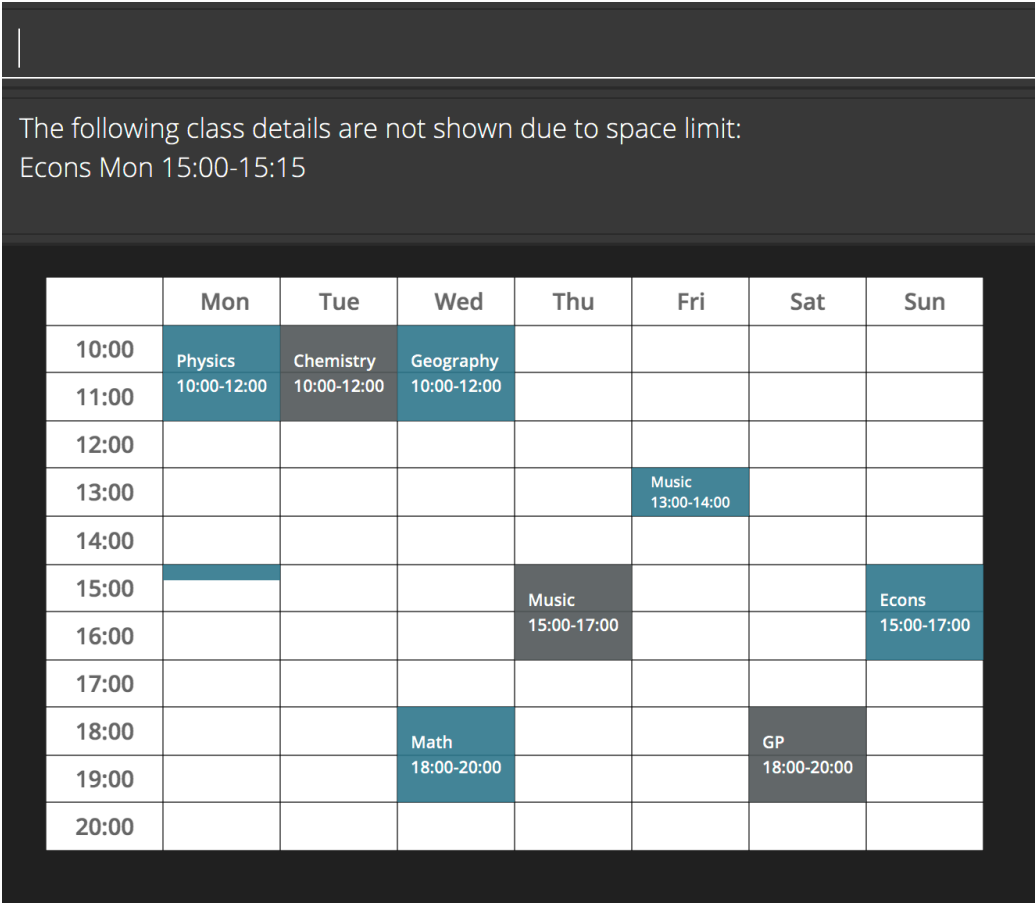 The following class details are not shown due to space limit:
Econs Mon 15:00-15:15
Mon Tue Wed Thu Fri Sat Sun
10:00
Physics
10:00-12:00
Chemistry
10:00-12:00
Geography
10:00-12:00
11:00
12:00
13:00
Music
13:00-14:00
14:00
15:00
Music
15:00-17:00
Econs
15:00-17:00
16:00
17:00
18:00
Math
18:00-20:00
GP
18:00-20:00
19:00
20:00